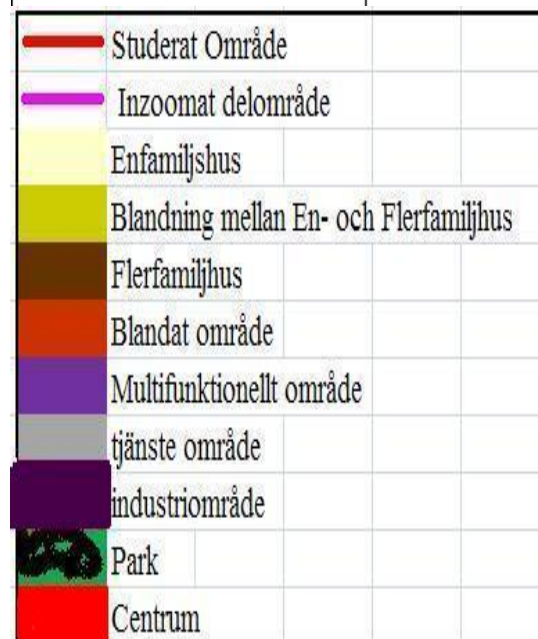 Studerat Område
Inzoomat delområde
Enfamiljshus
Blandning mellan En- och Flerfamiljhus
Flerfamiljhus
Blandat område
Multifunktionellt område
tjänste område
industriområde
Park
Centrum